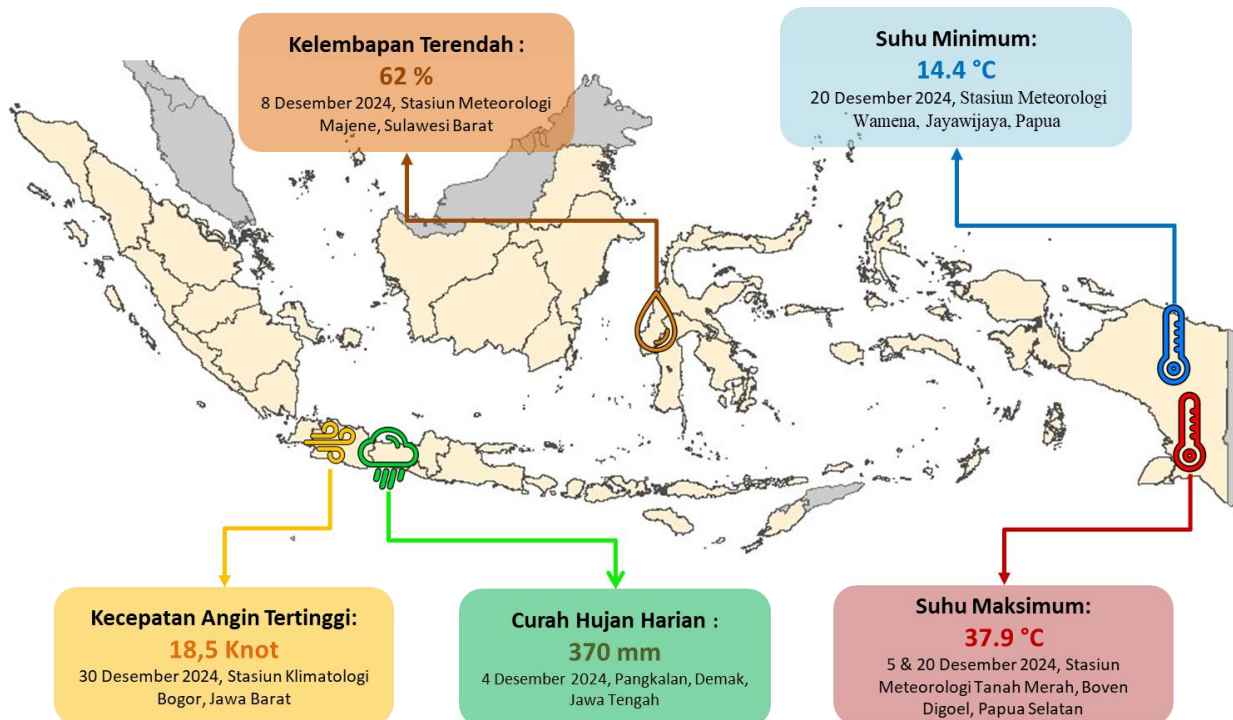 Kelembapan Terendah :
62 %
8 Desember 2024, Stasiun Meteorologi
Majene, Sulawesi Barat
Suhu Minimum:
14.4 °C
20 Desember 2024, Stasiun Meteorologi
Wamena, Jayawijaya, Papua
Kecepatan Angin Tertinggi:
18,5 Knot
30 Desember 2024, Stasiun Klimatologi
Bogor, Jawa Barat
Curah Hujan Harian :
370 mm
4 Desember 2024, Pangkalan, Demak,
Jawa Tengah
Suhu Maksimum:
37.9 °C
5 & 20 Desember 2024, Stasiun
Meteorologi Tanah Merah, Boven
Digoel, Papua Selatan